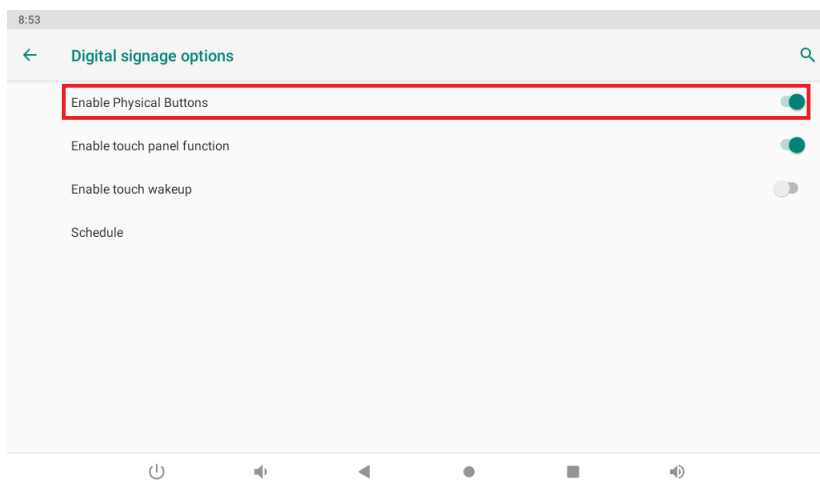 8:53
Digital signage options
Enable Physical Buttons
Enable touch panel function
Enable touch wakeup
Schedule